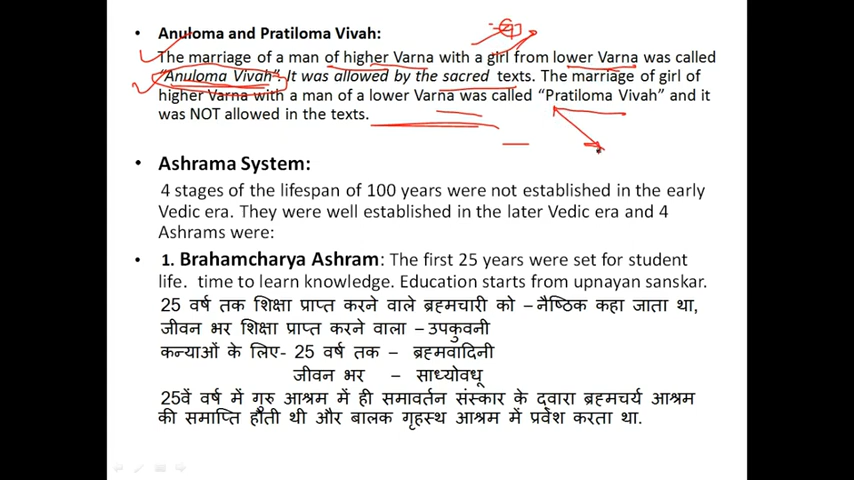 • Anuloma and Pratiloma Vivah:
The marriage of a man of higher Varna with a girl from lower Varna was called
"Anuloma Vivah" It was allowed by the sacred texts. The marriage of girl of
higher Varna with a man of a lower Varna was called “Pratiloma Vivah” and it
was NOT allowed in the texts.
• Ashrama System:
4 stages of the lifespan of 100 years were not established in the early
Vedic era. They were well established in the later Vedic era and 4
Ashrams were:
• 1. Brahamcharya Ashram: The first 25 years were set for student
life. time to learn knowledge. Education starts from upnayan sanskar.
25 वर्ष तक शिक्षा प्राप्त करने वाले ब्रह्मचारी को – नैष्ठिक कहा जाता था,
जीवन भर शिक्षा प्राप्त करने वाला – उपकुवनी
कन्याओं के लिए- 25 वर्ष तक – ब्रह्मवादिनी
जीवन भर – साध्योवधू
25वें वर्ष में गुरु आश्रम में ही समावर्तन संस्कार के द्वारा ब्रह्मचर्य आश्रम
की समाप्ति होती थी और बालक गृहस्थ आश्रम में प्रवेश करता था.